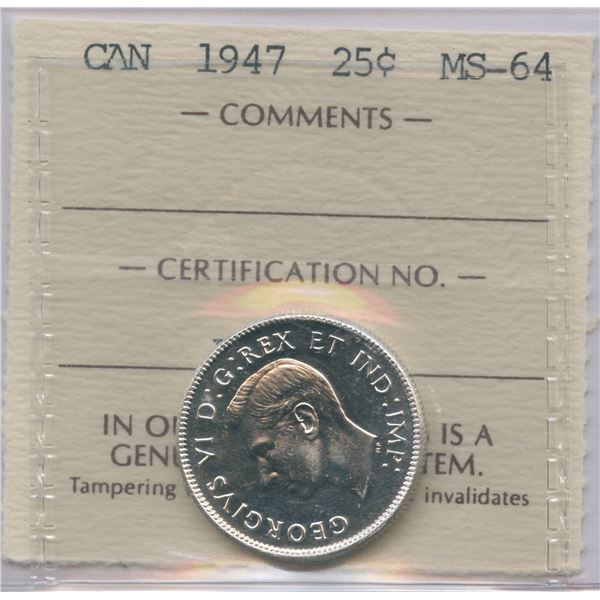 CAN 1947 25¢ MS-64
— COMMENTS —
— CERTIFICATION NO. —
GEORGIVS VI D:G:REX ET IND:IMP:
IN IS A
TEM.
Tampering invalidates